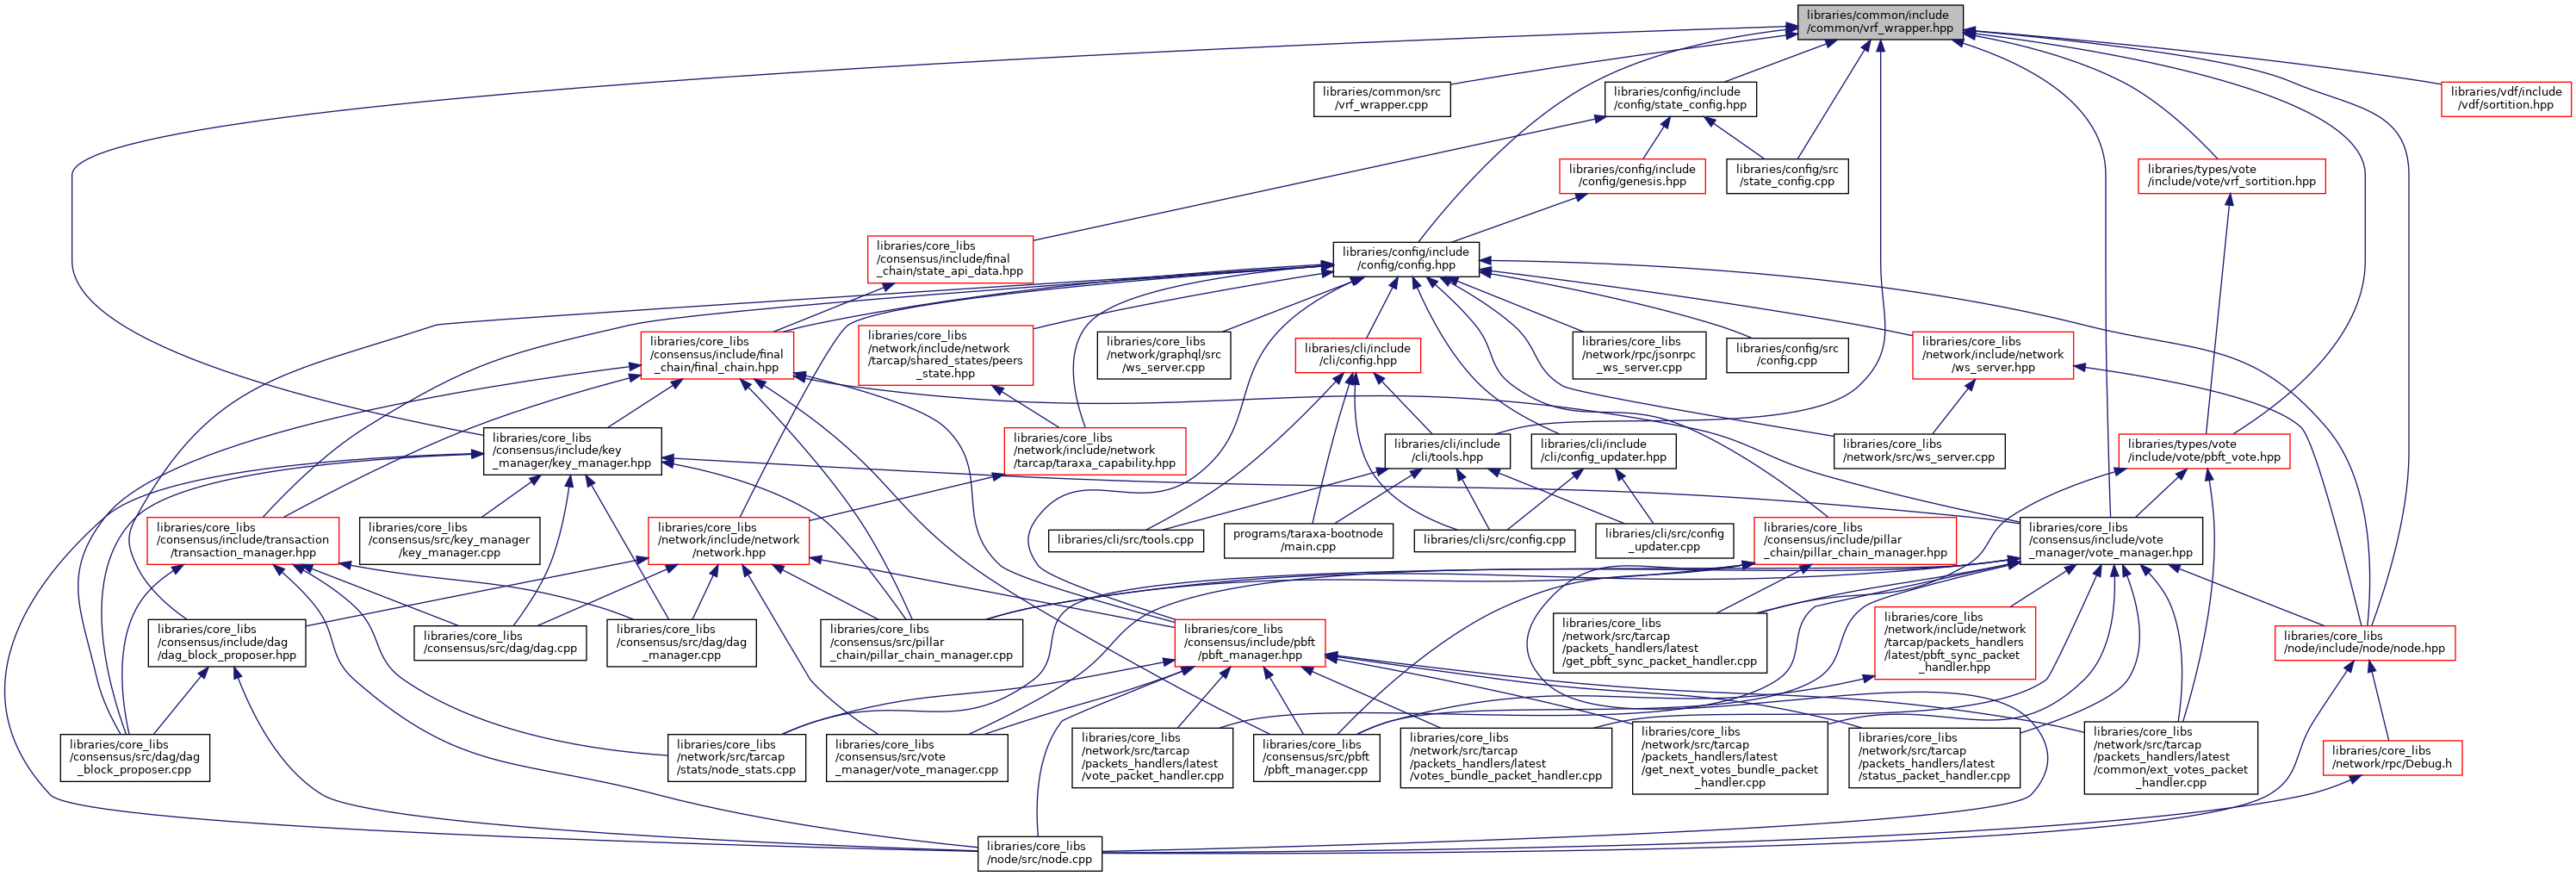 libraries/common/include
/common/vrf_wrapper.hpp
libraries/common/src
/vrf_wrapper.cpp
libraries/config/include
/config/state_config.hpp
libraries/vdf/include
/vdf/sortition.hpp
libraries/config/include
/config/genesis.hpp
libraries/config/src
/state_config.cpp
libraries/types/vote
/include/vote/vrf_sortition.hpp
libraries/core_libs
/consensus/include/final
_chain/state_api_data.hpp
libraries/config/include
/config/config.hpp
libraries/core_libs
/consensus/include/final
_chain/final_chain.hpp
libraries/core_libs
/network/include/network
/tarcap/shared_states/peers
_state.hpp
libraries/core_libs
/network/graphql/src
/ws_server.cpp
libraries/cli/include
/cli/config.hpp
libraries/core_libs
/network/rpc/jsonrpc
_ws_server.cpp
libraries/config/src
/config.cpp
libraries/core_libs
/network/include/network
/ws_server.hpp
libraries/core_libs
/consensus/include/key
_manager/key_manager.hpp
libraries/core_libs
/network/include/network
/tarcap/taraxa_capability.hpp
libraries/cli/include
/cli/tools.hpp
libraries/cli/include
/cli/config_updater.hpp
libraries/core_libs
/network/src/ws_server.cpp
libraries/types/vote
/include/vote/pbft_vote.hpp
libraries/core_libs
/consensus/include/transaction
/transaction_manager.hpp
libraries/core_libs
/consensus/src/key_manager
/key_manager.cpp
libraries/core_libs
/network/include/network
/network.hpp
libraries/cli/src/tools.cpp
programs/taraxa-bootnode
/main.cpp
libraries/cli/src/config.cpp
libraries/cli/src/config
_updater.cpp
libraries/core_libs
/consensus/include/pillar
_chain/pillar_chain_manager.hpp
libraries/core_libs
/consensus/include/vote
_manager/vote_manager.hpp
libraries/core_libs
/consensus/include/dag
/dag_block_proposer.hpp
libraries/core_libs
/consensus/src/dag/dag.cpp
libraries/core_libs
/consensus/src/dag/dag
_manager.cpp
libraries/core_libs
/consensus/src/pillar
_chain/pillar_chain_manager.cpp
libraries/core_libs
/consensus/include/pbft
/pbft_manager.hpp
libraries/core_libs
/network/src/tarcap
/packets_handlers/latest
/get_pbft_sync_packet_handler.cpp
libraries/core_libs
/network/include/network
/tarcap/packets_handlers
/latest/pbft_sync_packet
_handler.hpp
libraries/core_libs
/node/include/node/node.hpp
libraries/core_libs
/consensus/src/dag/dag
_block_proposer.cpp
libraries/core_libs
/network/src/tarcap
/stats/node_stats.cpp
libraries/core_libs
/consensus/src/vote
_manager/vote_manager.cpp
libraries/core_libs
/network/src/tarcap
/packets_handlers/latest
/vote_packet_handler.cpp
libraries/core_libs
/consensus/src/pbft
/pbft_manager.cpp
libraries/core_libs
/network/src/tarcap
/packets_handlers/latest
/votes_bundle_packet_handler.cpp
libraries/core_libs
/network/src/tarcap
/packets_handlers/latest
/get_next_votes_bundle_packet
_handler.cpp
libraries/core_libs
/network/src/tarcap
/packets_handlers/latest
/status_packet_handler.cpp
libraries/core_libs
/network/src/tarcap
/packets_handlers/latest
/common/ext_votes_packet
_handler.cpp
libraries/core_libs
/network/rpc/Debug.h
libraries/core_libs
/node/src/node.cpp